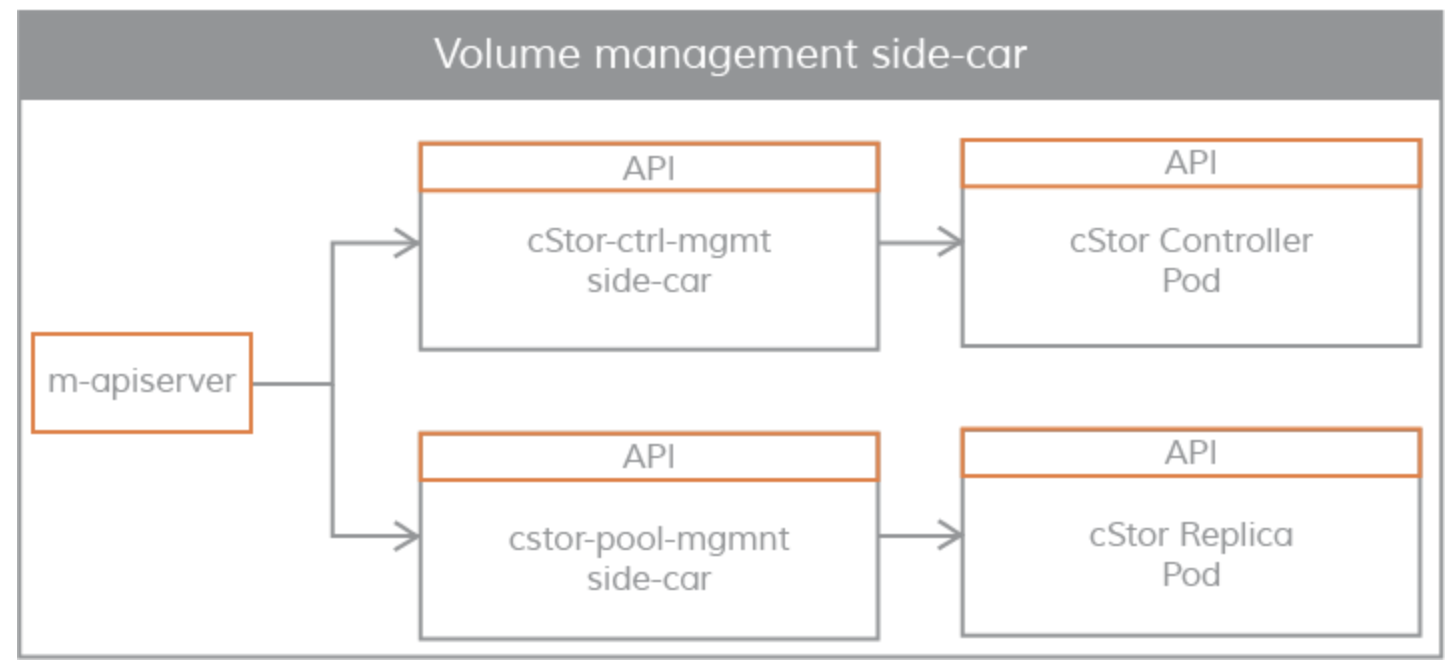 Volume management side-car
API
cStor-ctrl-mgmt
side-car
API
cStor Controller
Pod
m-apiserver
API
cstor-pool-mgmnt
side-car
API
cStor Replica
Pod